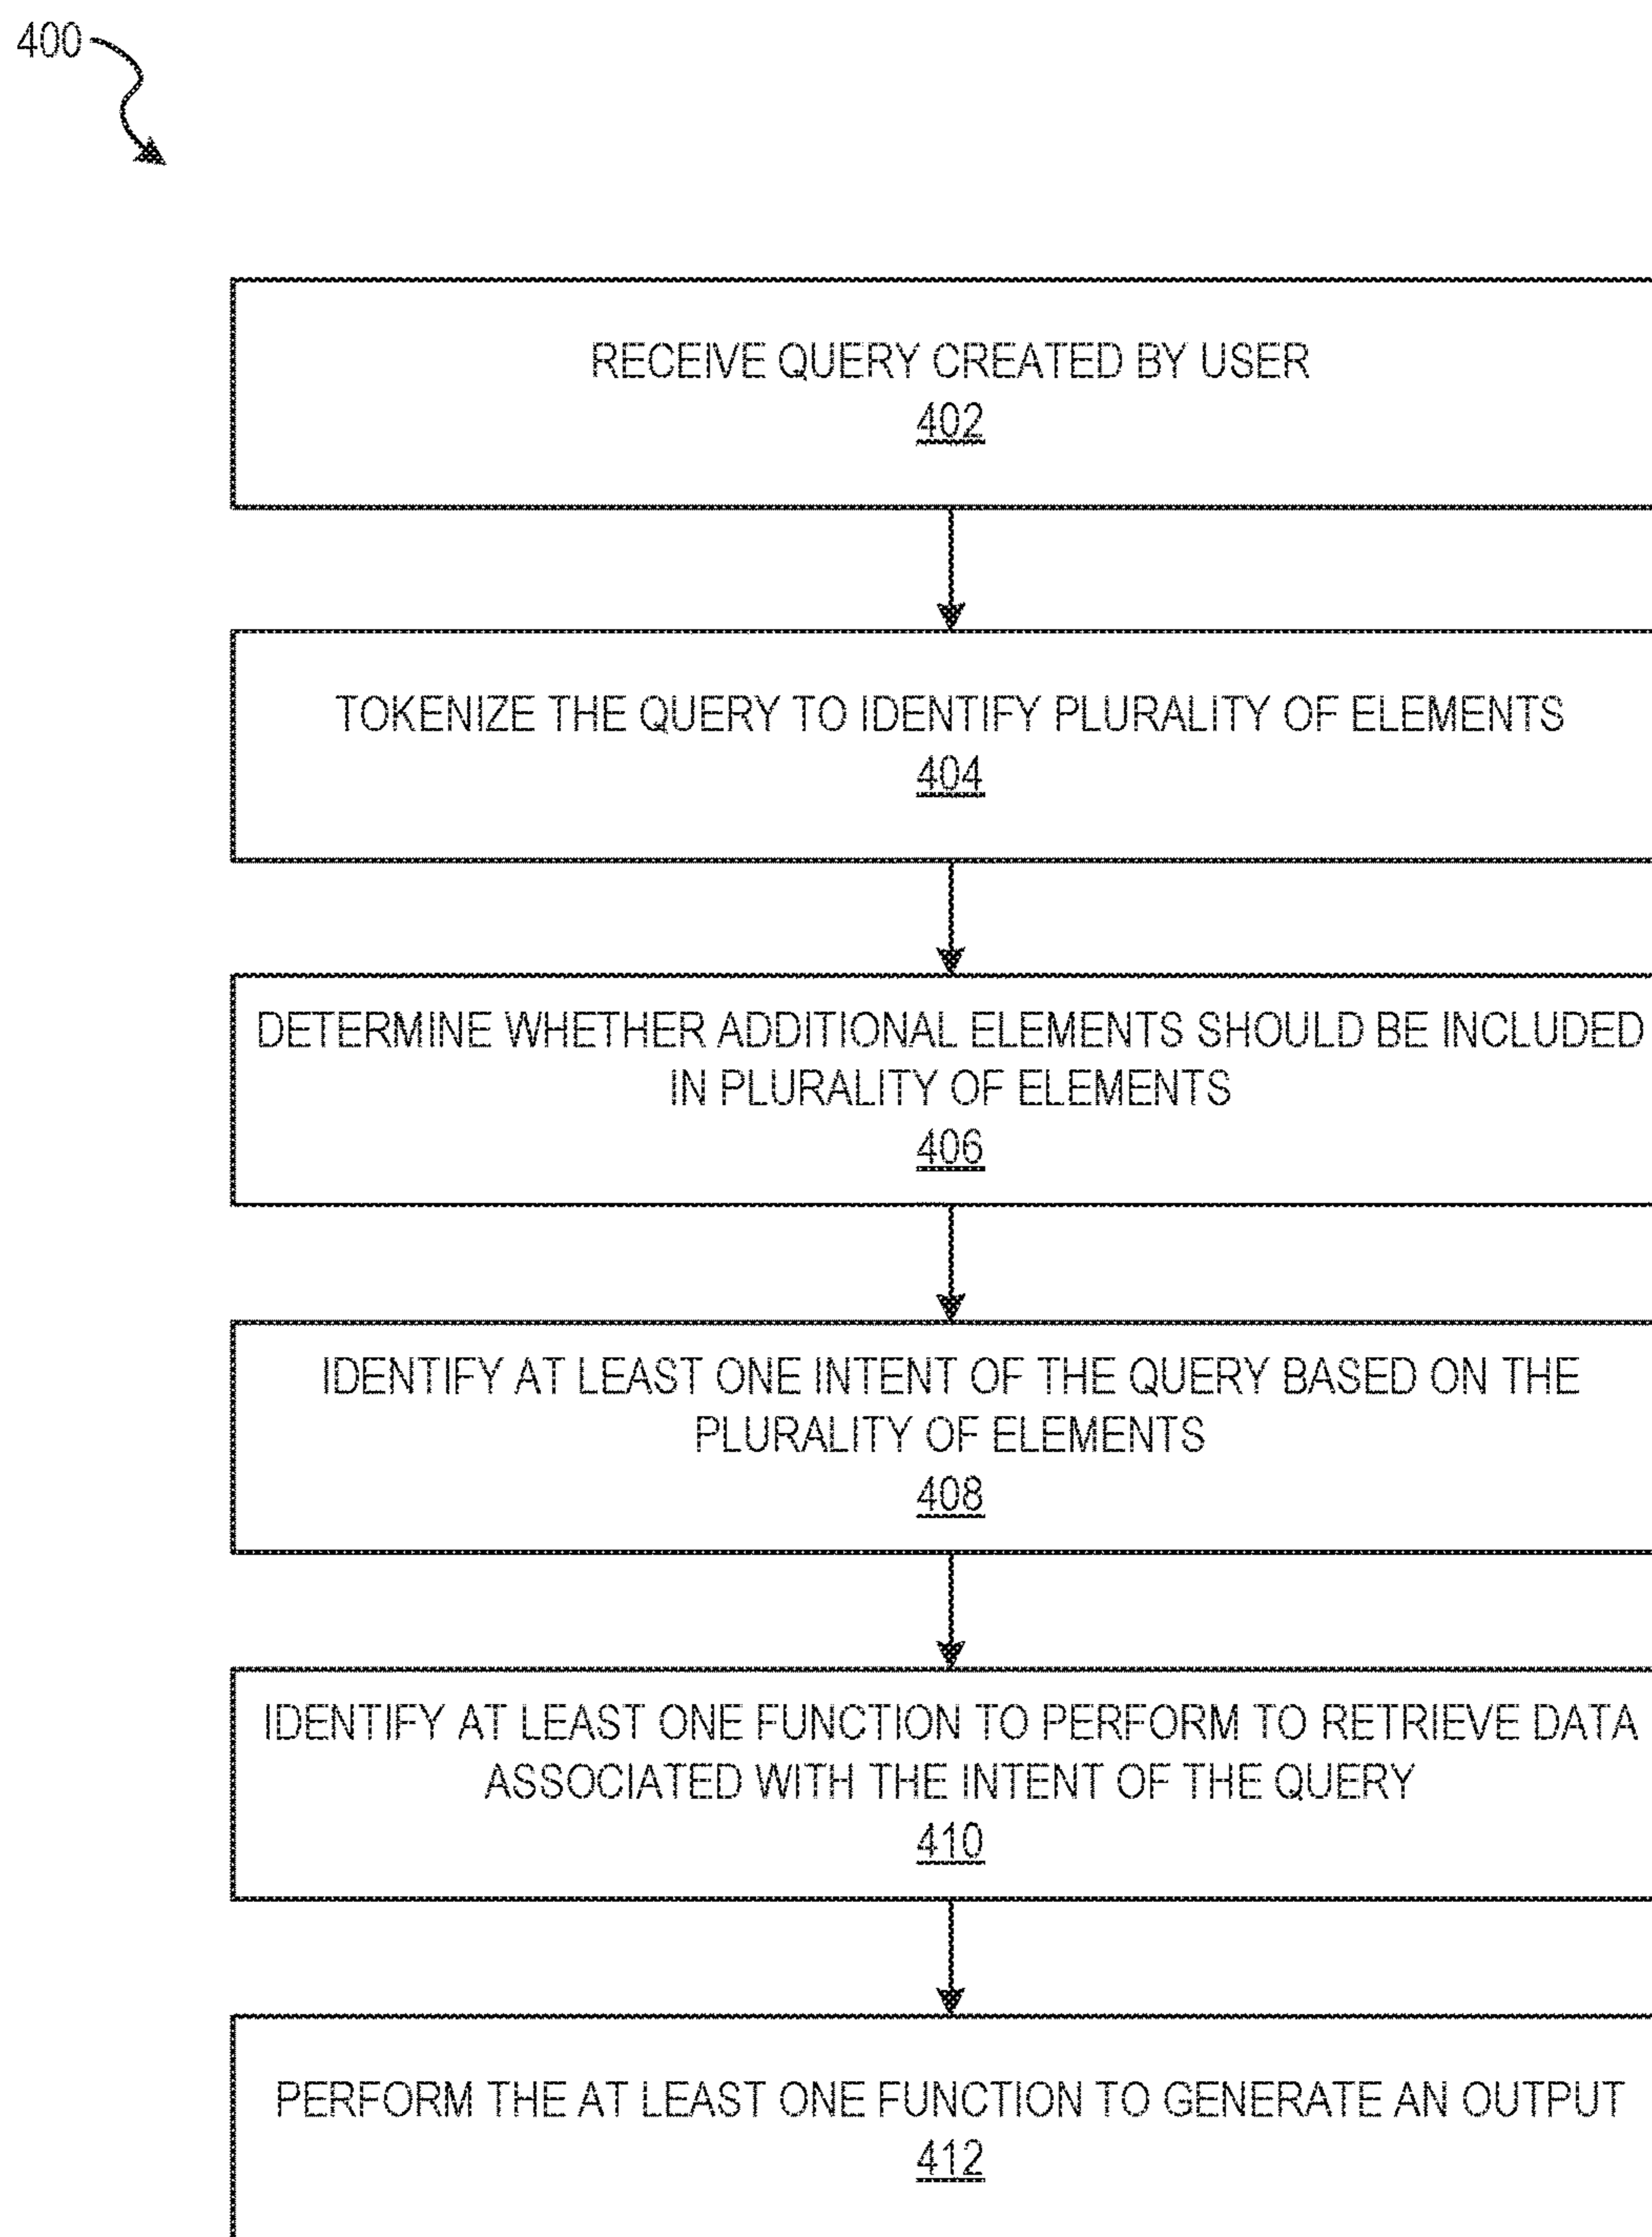 400
RECEIVE QUERY CREATED BY USER
402
TOKENIZE THE QUERY TO IDENTIFY PLURALITY OF ELEMENTS
404
DETERMINE WHETHER ADDITIONAL ELEMENTS SHOULD BE INCLUDED
IN PLURALITY OF ELEMENTS
406
IDENTIFY AT LEAST ONE INTENT OF THE QUERY BASED ON THE
PLURALITY OF ELEMENTS
408
IDENTIFY AT LEAST ONE FUNCTION TO PERFORM TO RETRIEVE DATA
ASSOCIATED WITH THE INTENT OF THE QUERY
410
PERFORM THE AT LEAST ONE FUNCTION TO GENERATE AN OUTPUT
412